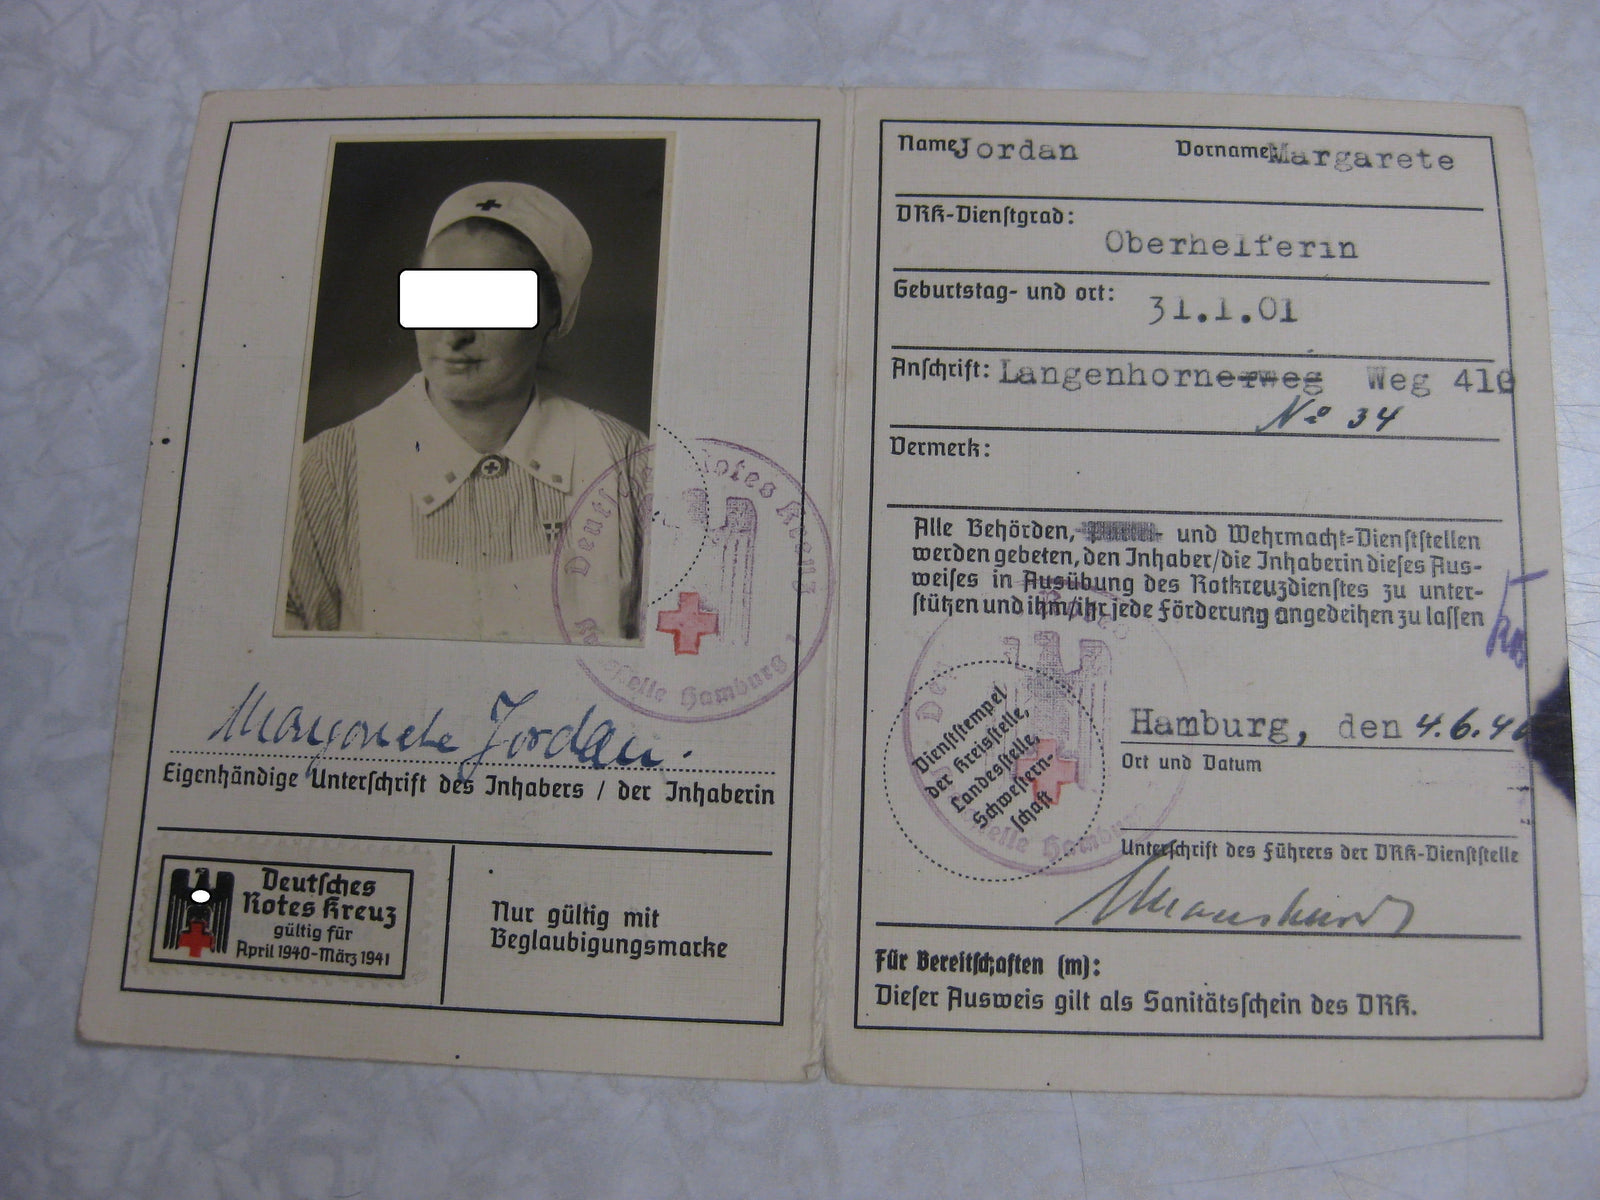 Margarete Jordan.
Eigenhändige Unterschrift des Inhabers / der Inhaberin
Deutsches
Rotes Kreuz
gültig für
April 1940-März 1941
Nur gültig mit
Beglaubigungsmarke
Rotes Kreuz
Hamburg
Name Jordan Vorname Margarete
DRK-Dienstgrad:
Oberhelferin
Geburtstag- und ort: 31.1.01
Anschrift: Langenhornerweg Weg 410
No 34
Vermerk:
Alle Behörden, und Wehrmacht-Dienststellen
werden gebeten, den Inhaber/die Inhaberin dieses Aus-
weises in Ausübung des Rotkreuzdienstes zu unter-
stützen und ihm/ihr jede Förderung angedeihen zu lassen
Dienststempel
der Kreisstelle,
Landesstelle,
Schwestern-
schaft
Hamburg
Hamburg, den 4.6.40
Ort und Datum
Unterschrift des Führers der DRK-Dienststelle
Für Bereitschaften (m):
Dieser Ausweis gilt als Sanitätsschein des DRK.